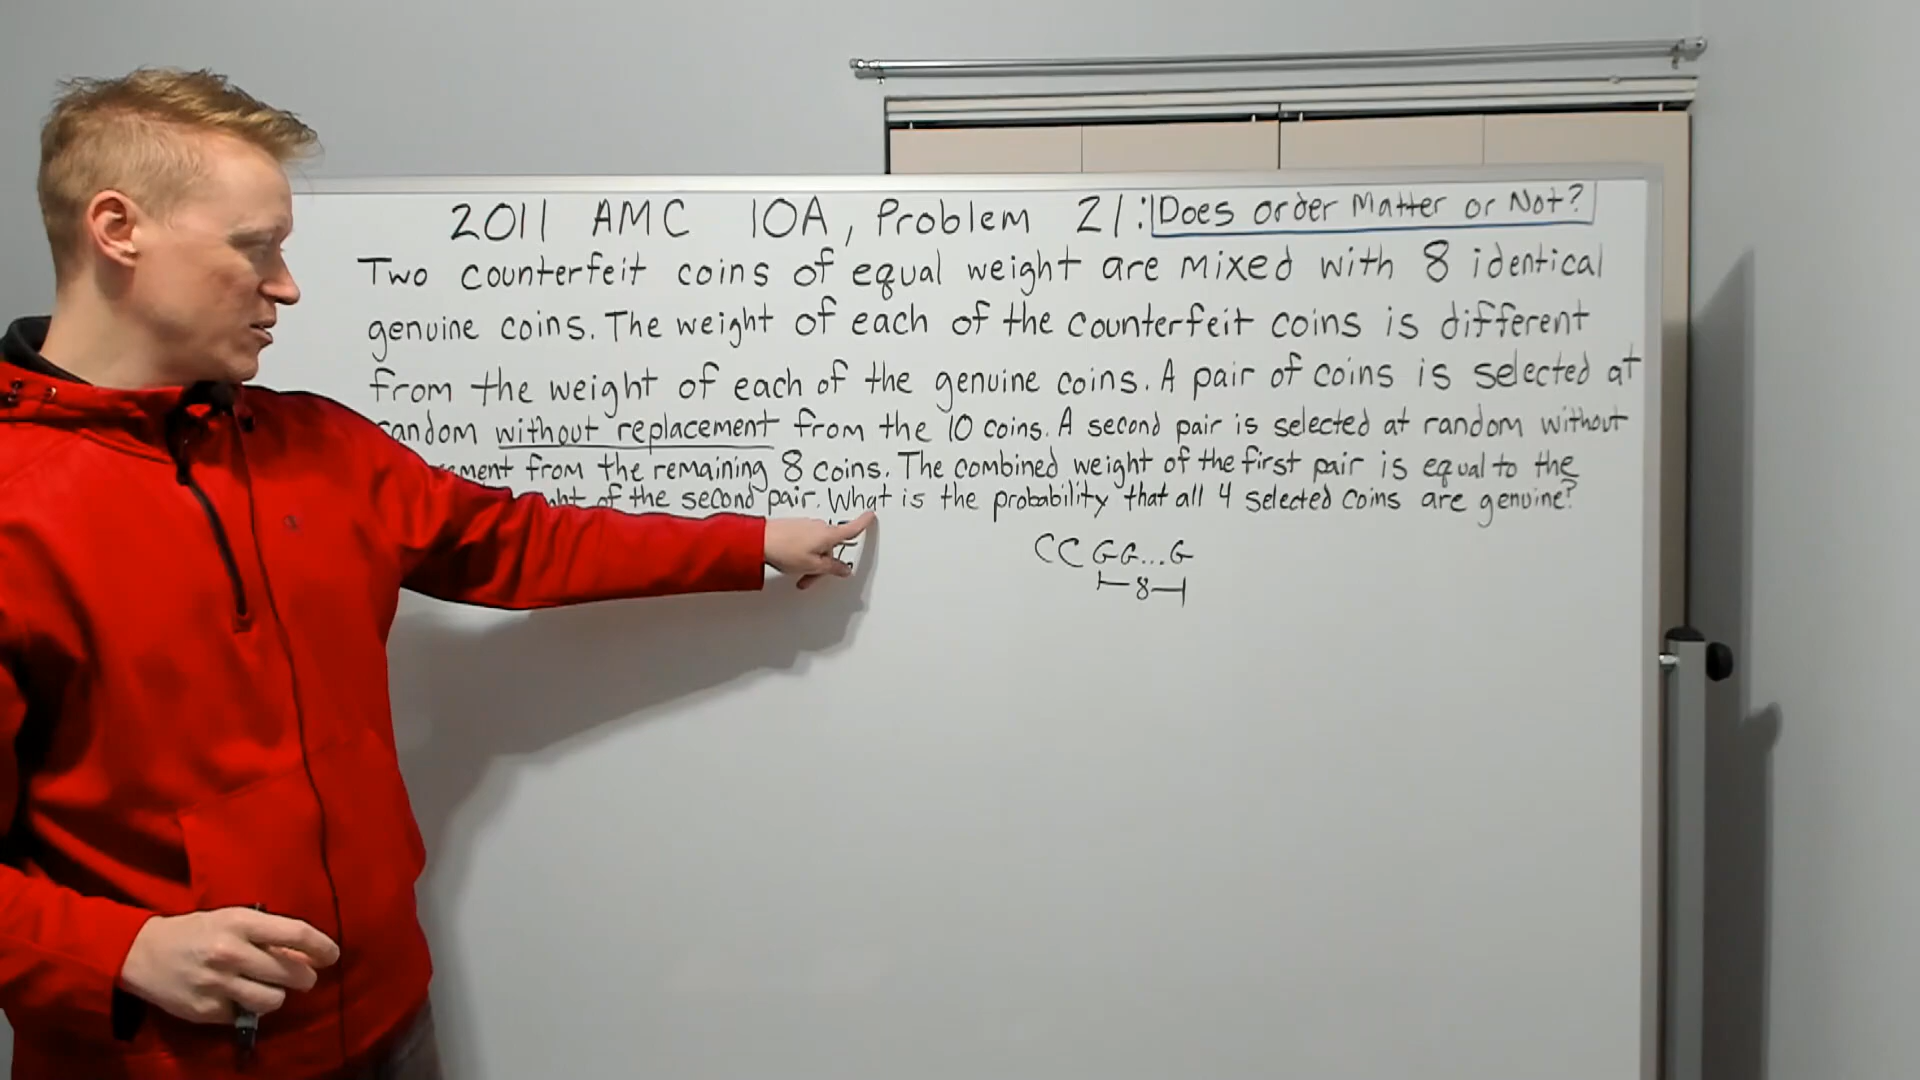 2011 AMC 10A, Problem 21: Does order Matter or Not?
Two counterfeit coins of equal weight are mixed with 8 identical
genuine coins. The weight of each of the counterfeit coins is different
from the weight of each of the genuine coins. A pair of coins is selected at
random without replacement from the 10 coins. A second pair is selected at random without
from the remaining 8 coins. The combined weight of the first pair is equal to the
of the second pair. What is the probability that all 4 selected coins are genuine?
CC GG...G
8